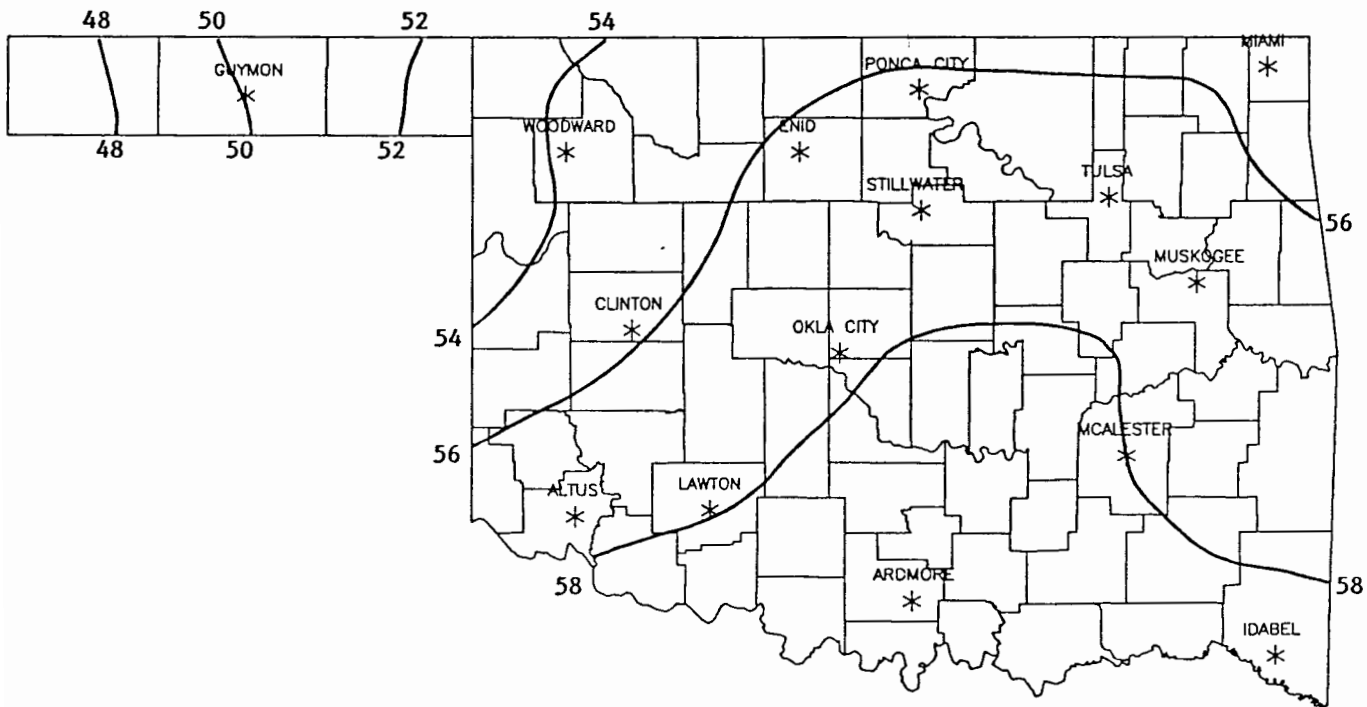 48 50 52 54
MIAMI
GUYMON PONCA CITY
WOODWARD ENID
48 50 52
TULSA
STILLWATER
56
MUSKOGEE
CLINTON
OKLA CITY
54
MCALESTER
56
ALTUS LAWTON
ARDMORE
58 58
IDABEL